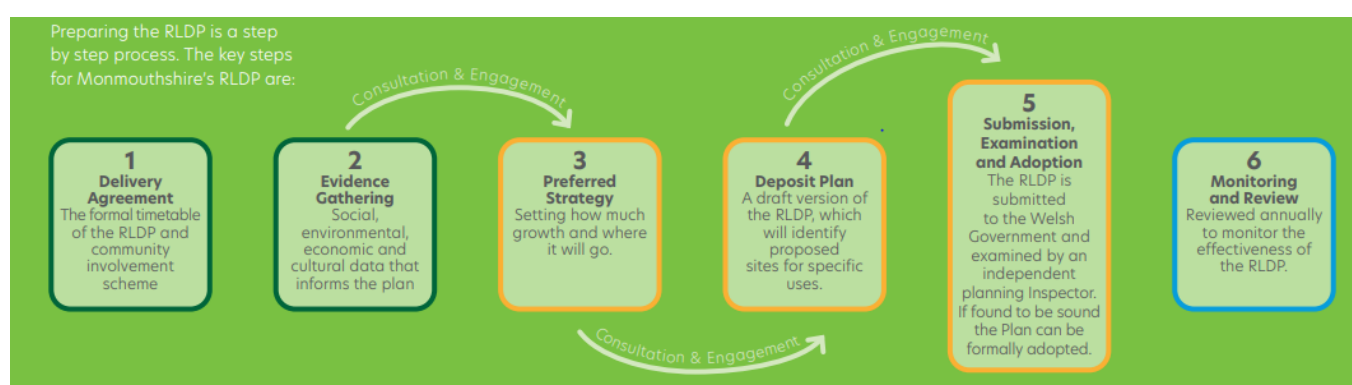 Preparing the RLDP is a step
by step process. The key steps
for Monmouthshire's RLDP are:
Consultation & Engagement
Consultation & Engagement
1
Delivery
Agreement
The formal timetable
of the RLDP and
community
involvement
scheme
2
Evidence
Gathering
Social,
environmental,
economic and
cultural data that
informs the plan
3
Preferred
Strategy
Setting how much
growth and where
it will go.
4
Deposit Plan
A draft version of
the RLDP, which
will identify
proposed
sites for specific
uses.
5
Submission,
Examination
and Adoption
The RLDP is
submitted
to the Welsh
Government and
examined by an
independent
planning Inspector.
If found to be sound
the Plan can be
formally adopted.
6
Monitoring
and Review
Reviewed annually
to monitor the
effectiveness of
the RLDP.
Consultation & Engagement